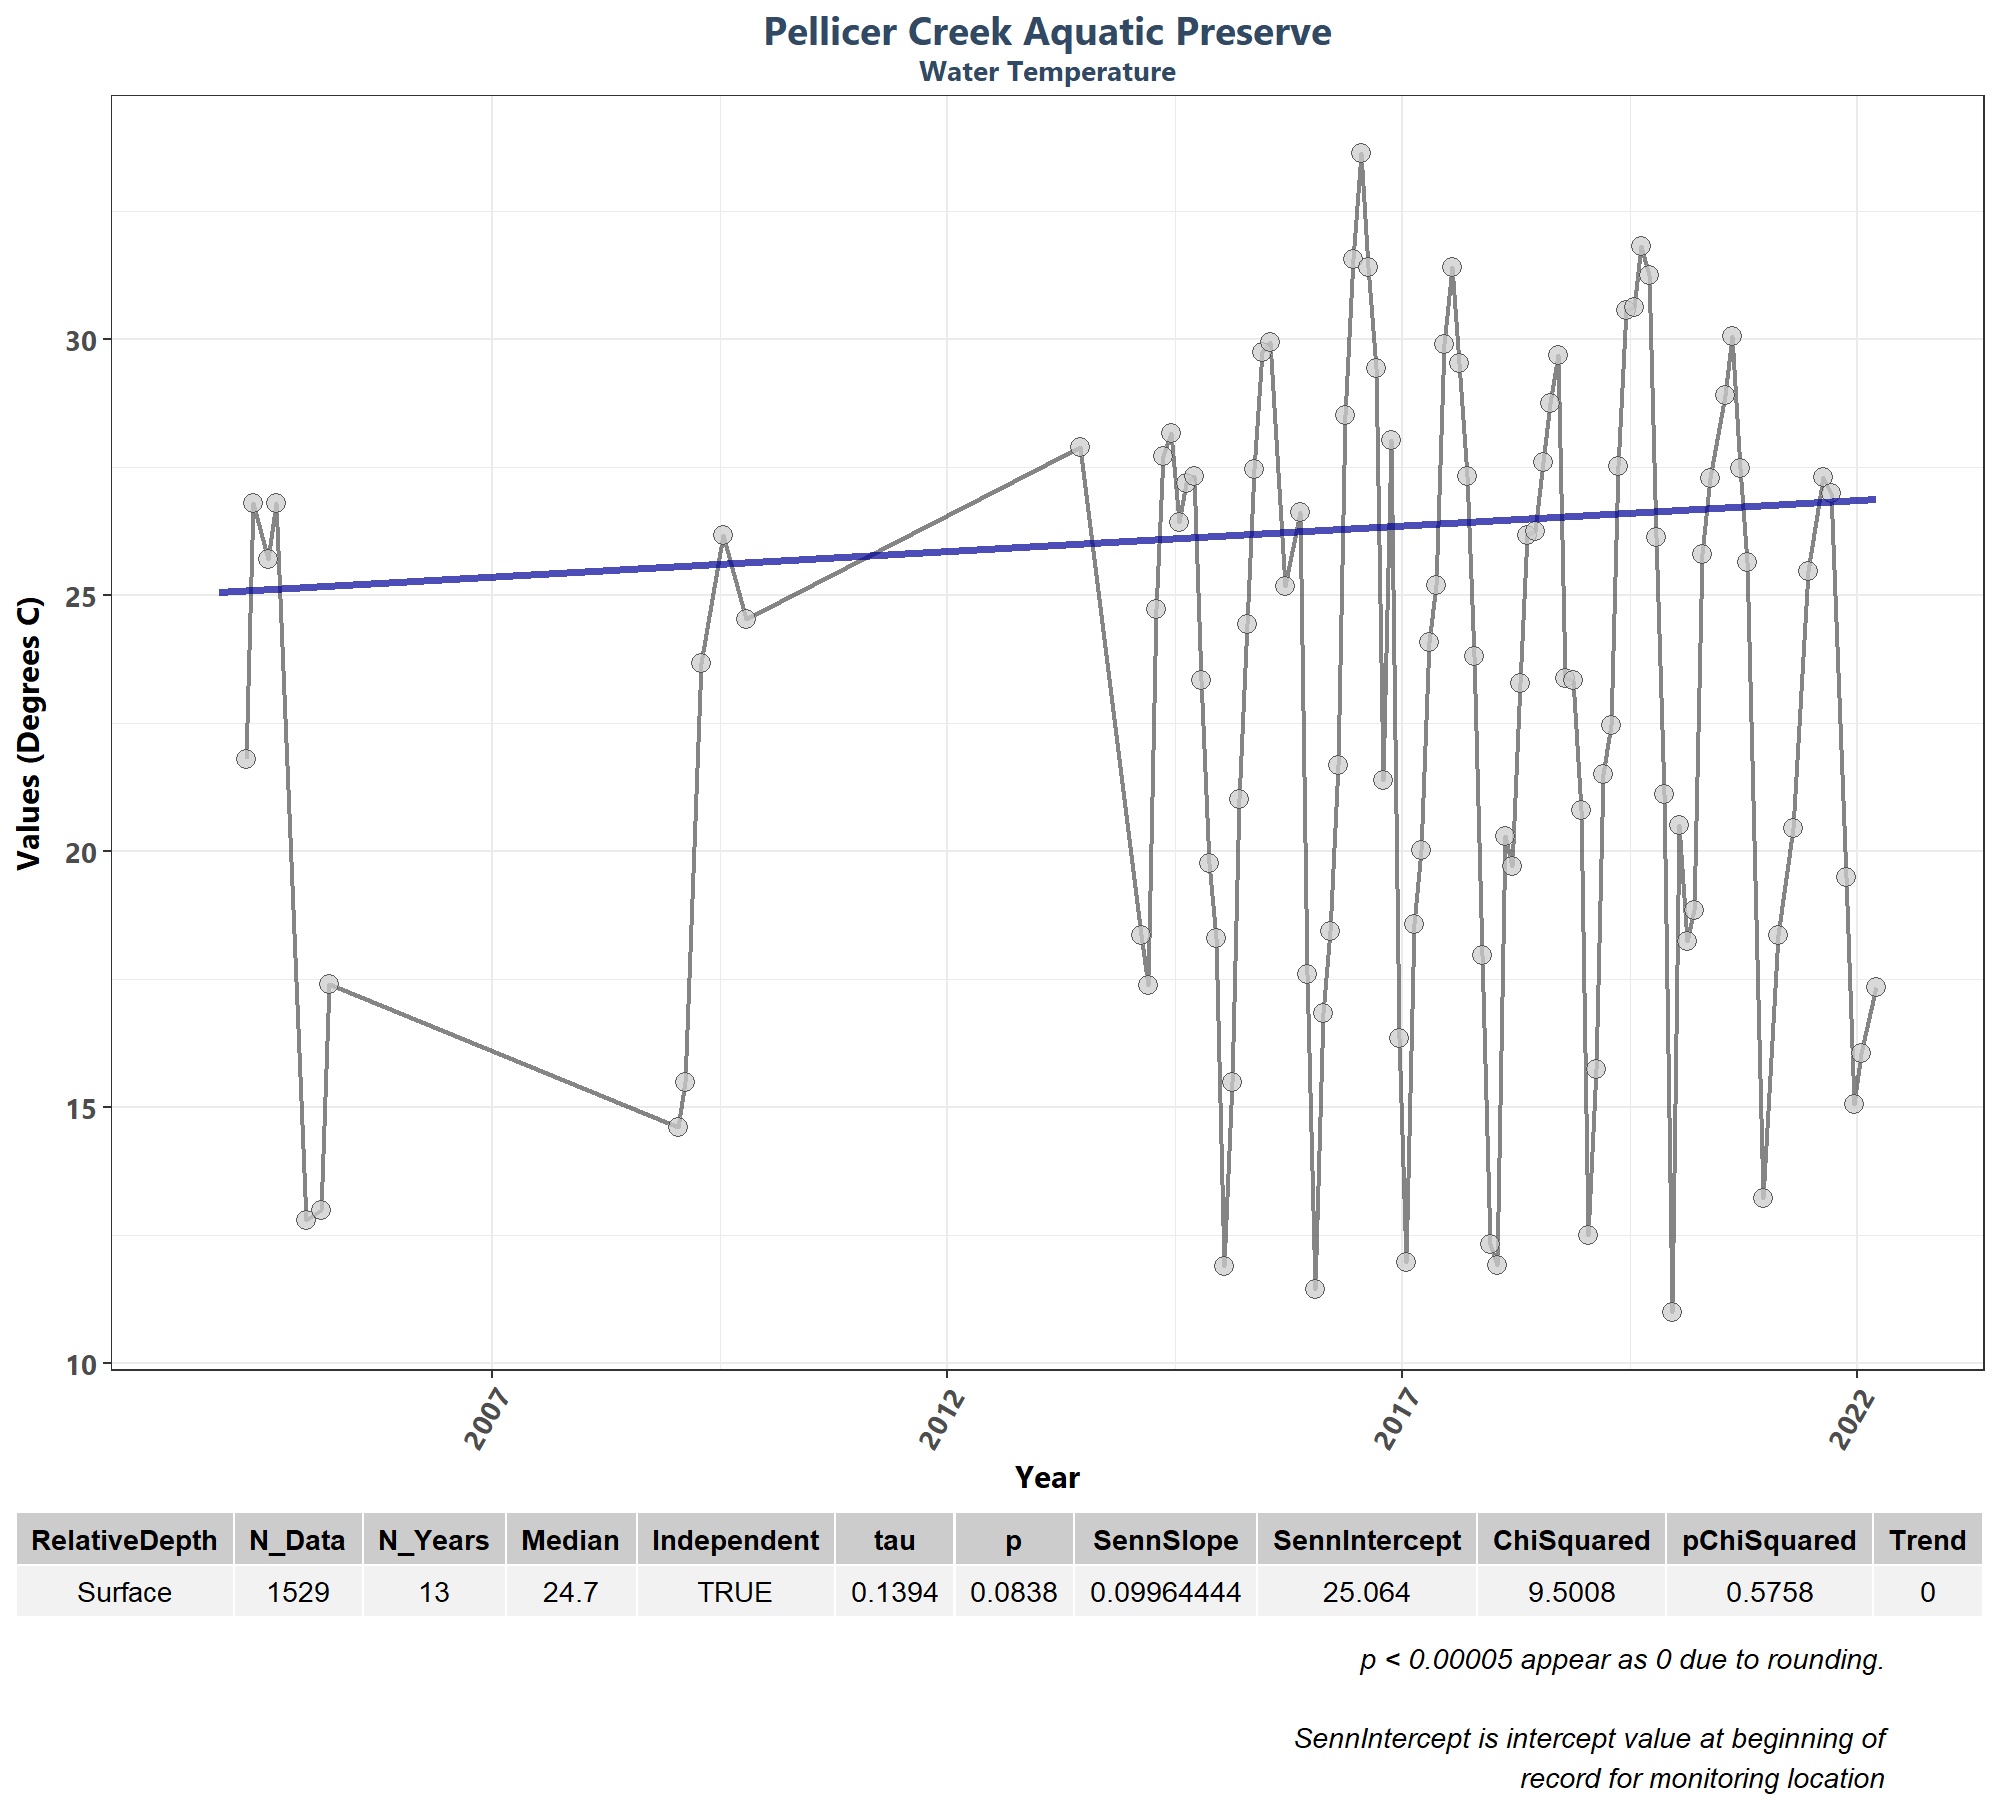 Pellicer Creek Aquatic Preserve
Water Temperature
Values (Degrees C)
30
25
20
15
10
2007 2012 2017 2022
Year
RelativeDepth N_Data N_Years Median Independent tau p SennSlope SennIntercept ChiSquared pChiSquared Trend
Surface 1529 13 24.7 TRUE 0.1394 0.0838 0.09964444 25.064 9.5008 0.5758 0
p < 0.00005 appear as 0 due to rounding.
SennIntercept is intercept value at beginning of
record for monitoring location